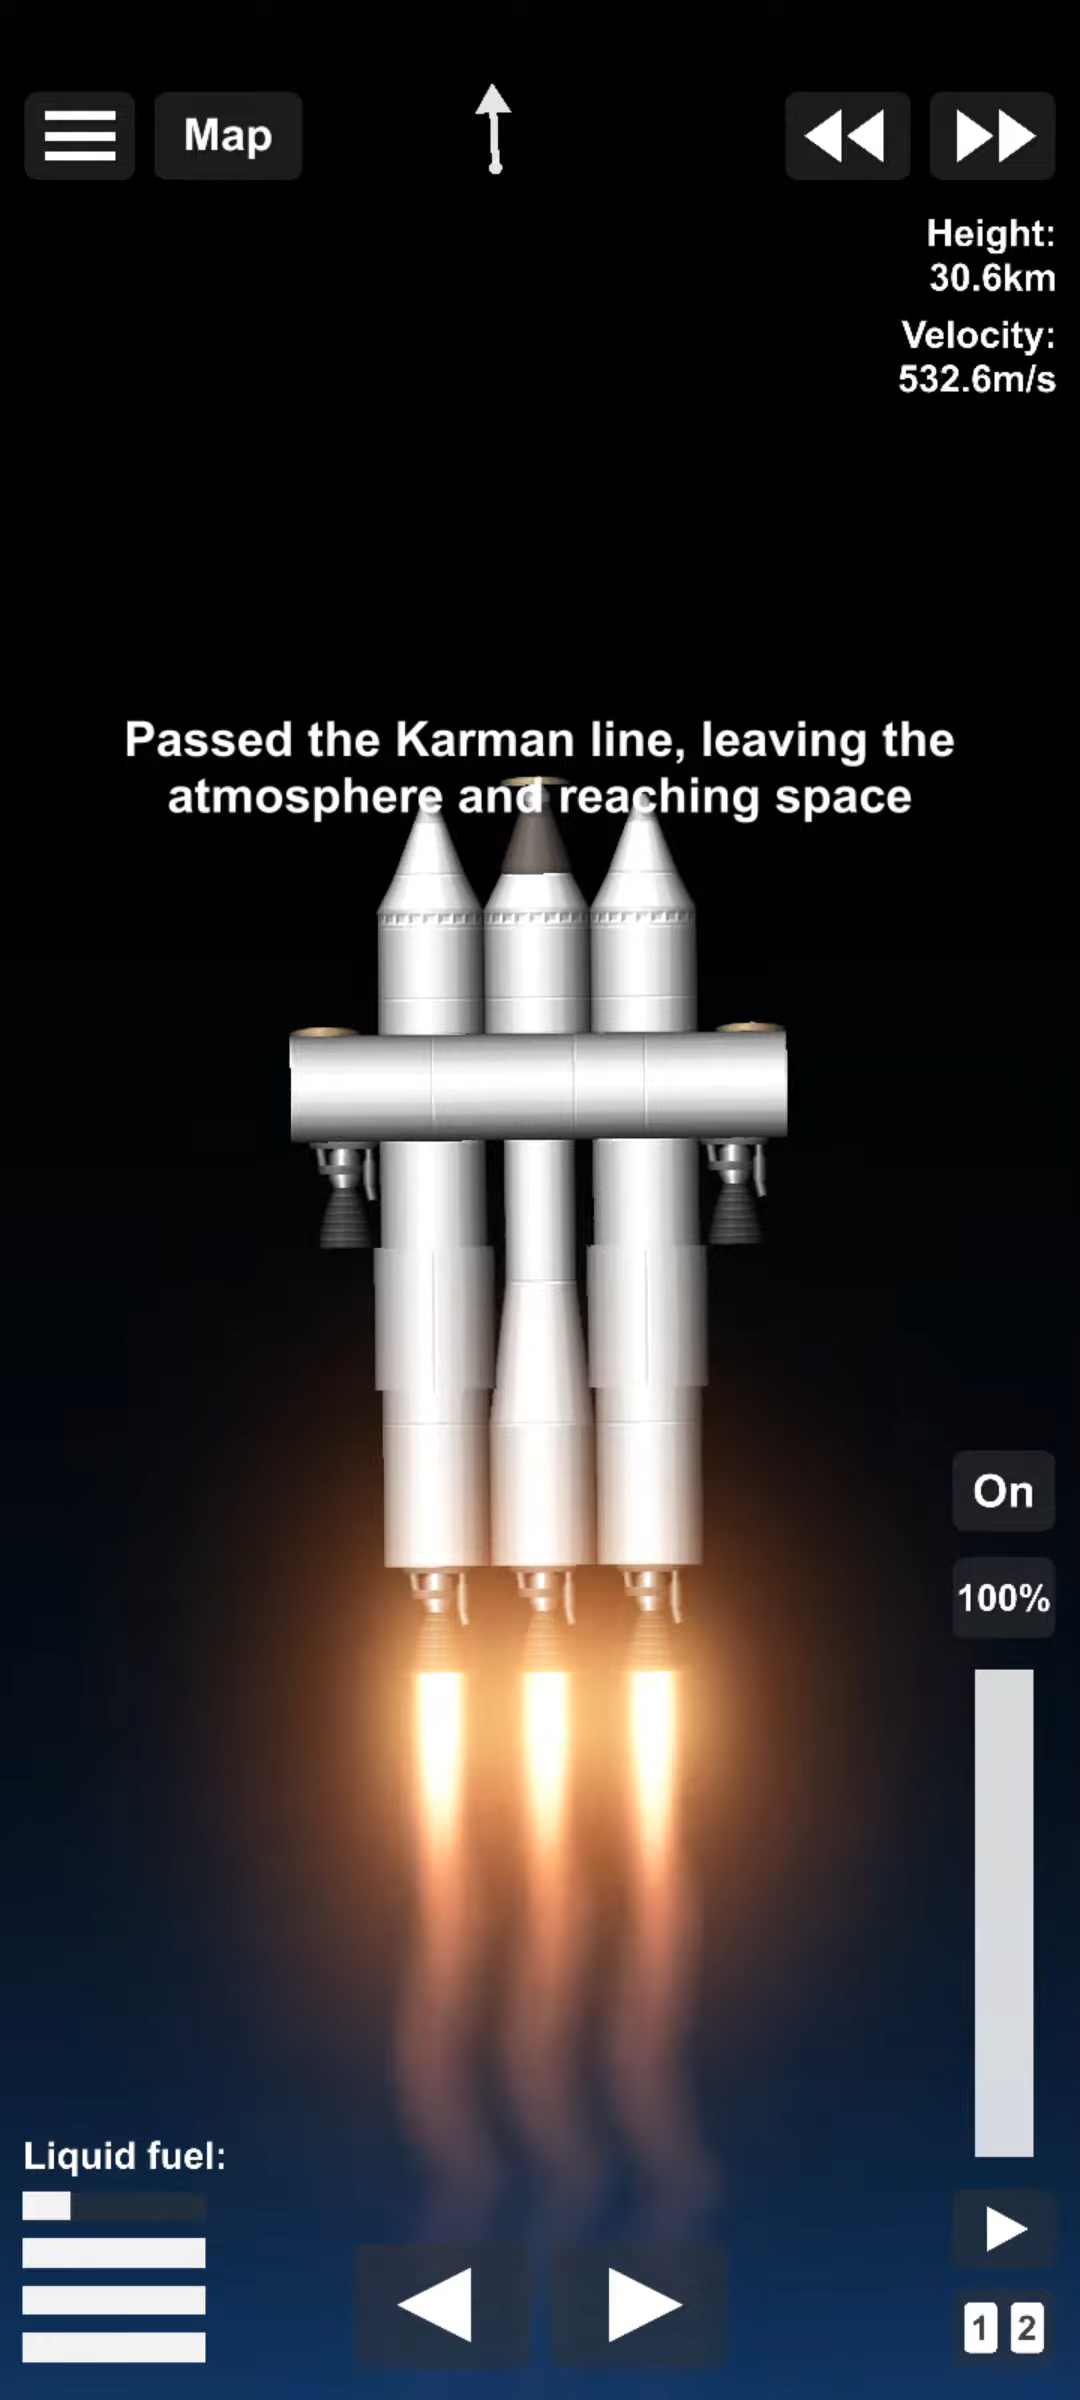 Map
Height:
30.6km
Velocity:
532.6m/s
Passed the Karman line, leaving the
atmosphere and reaching space
On
100%
Liquid fuel:
1 2